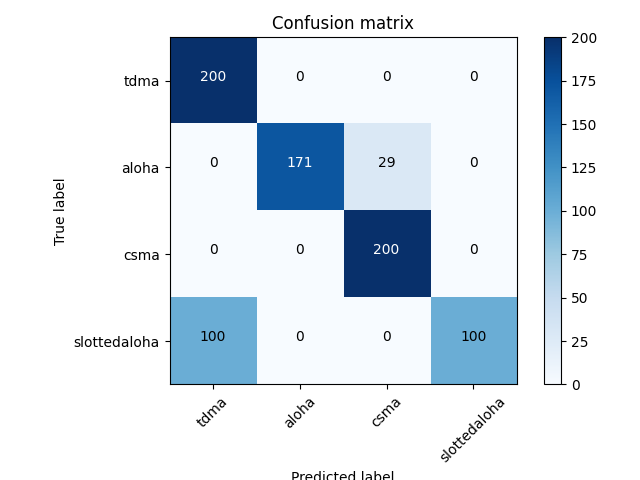 Confusion matrix
tdma 200 0 0 0
aloha 0 171 29 0
csma 0 0 200 0
slottedaloha 100 0 0 100
tdma aloha csma slottedaloha
True label
Predicted label
200
175
150
125
100
75
50
25
0